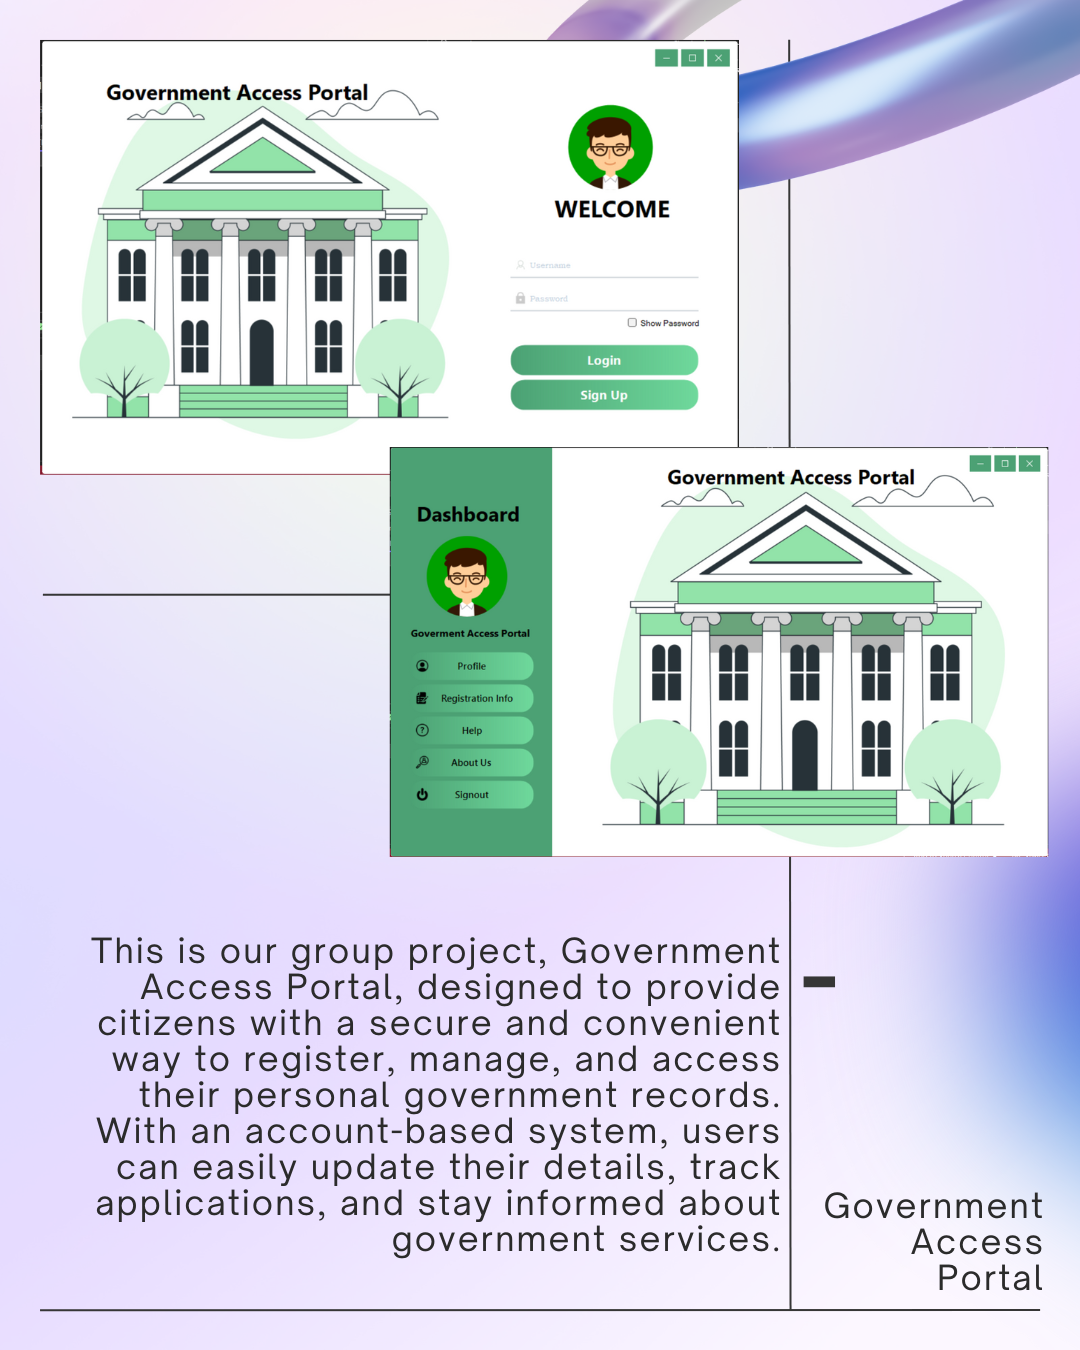 Government Access Portal
WELCOME
Username
Password
Show Password
Login
Sign Up
Government Access Portal
Dashboard
Goverment Access Portal
Profile
Registration Info
Help
About Us
Signout
This is our group project, Government
Access Portal, designed to provide
citizens with a secure and convenient
way to register, manage, and access
their personal government records.
With an account-based system, users
can easily update their details, track
applications, and stay informed about
government services.
Government
Access
Portal